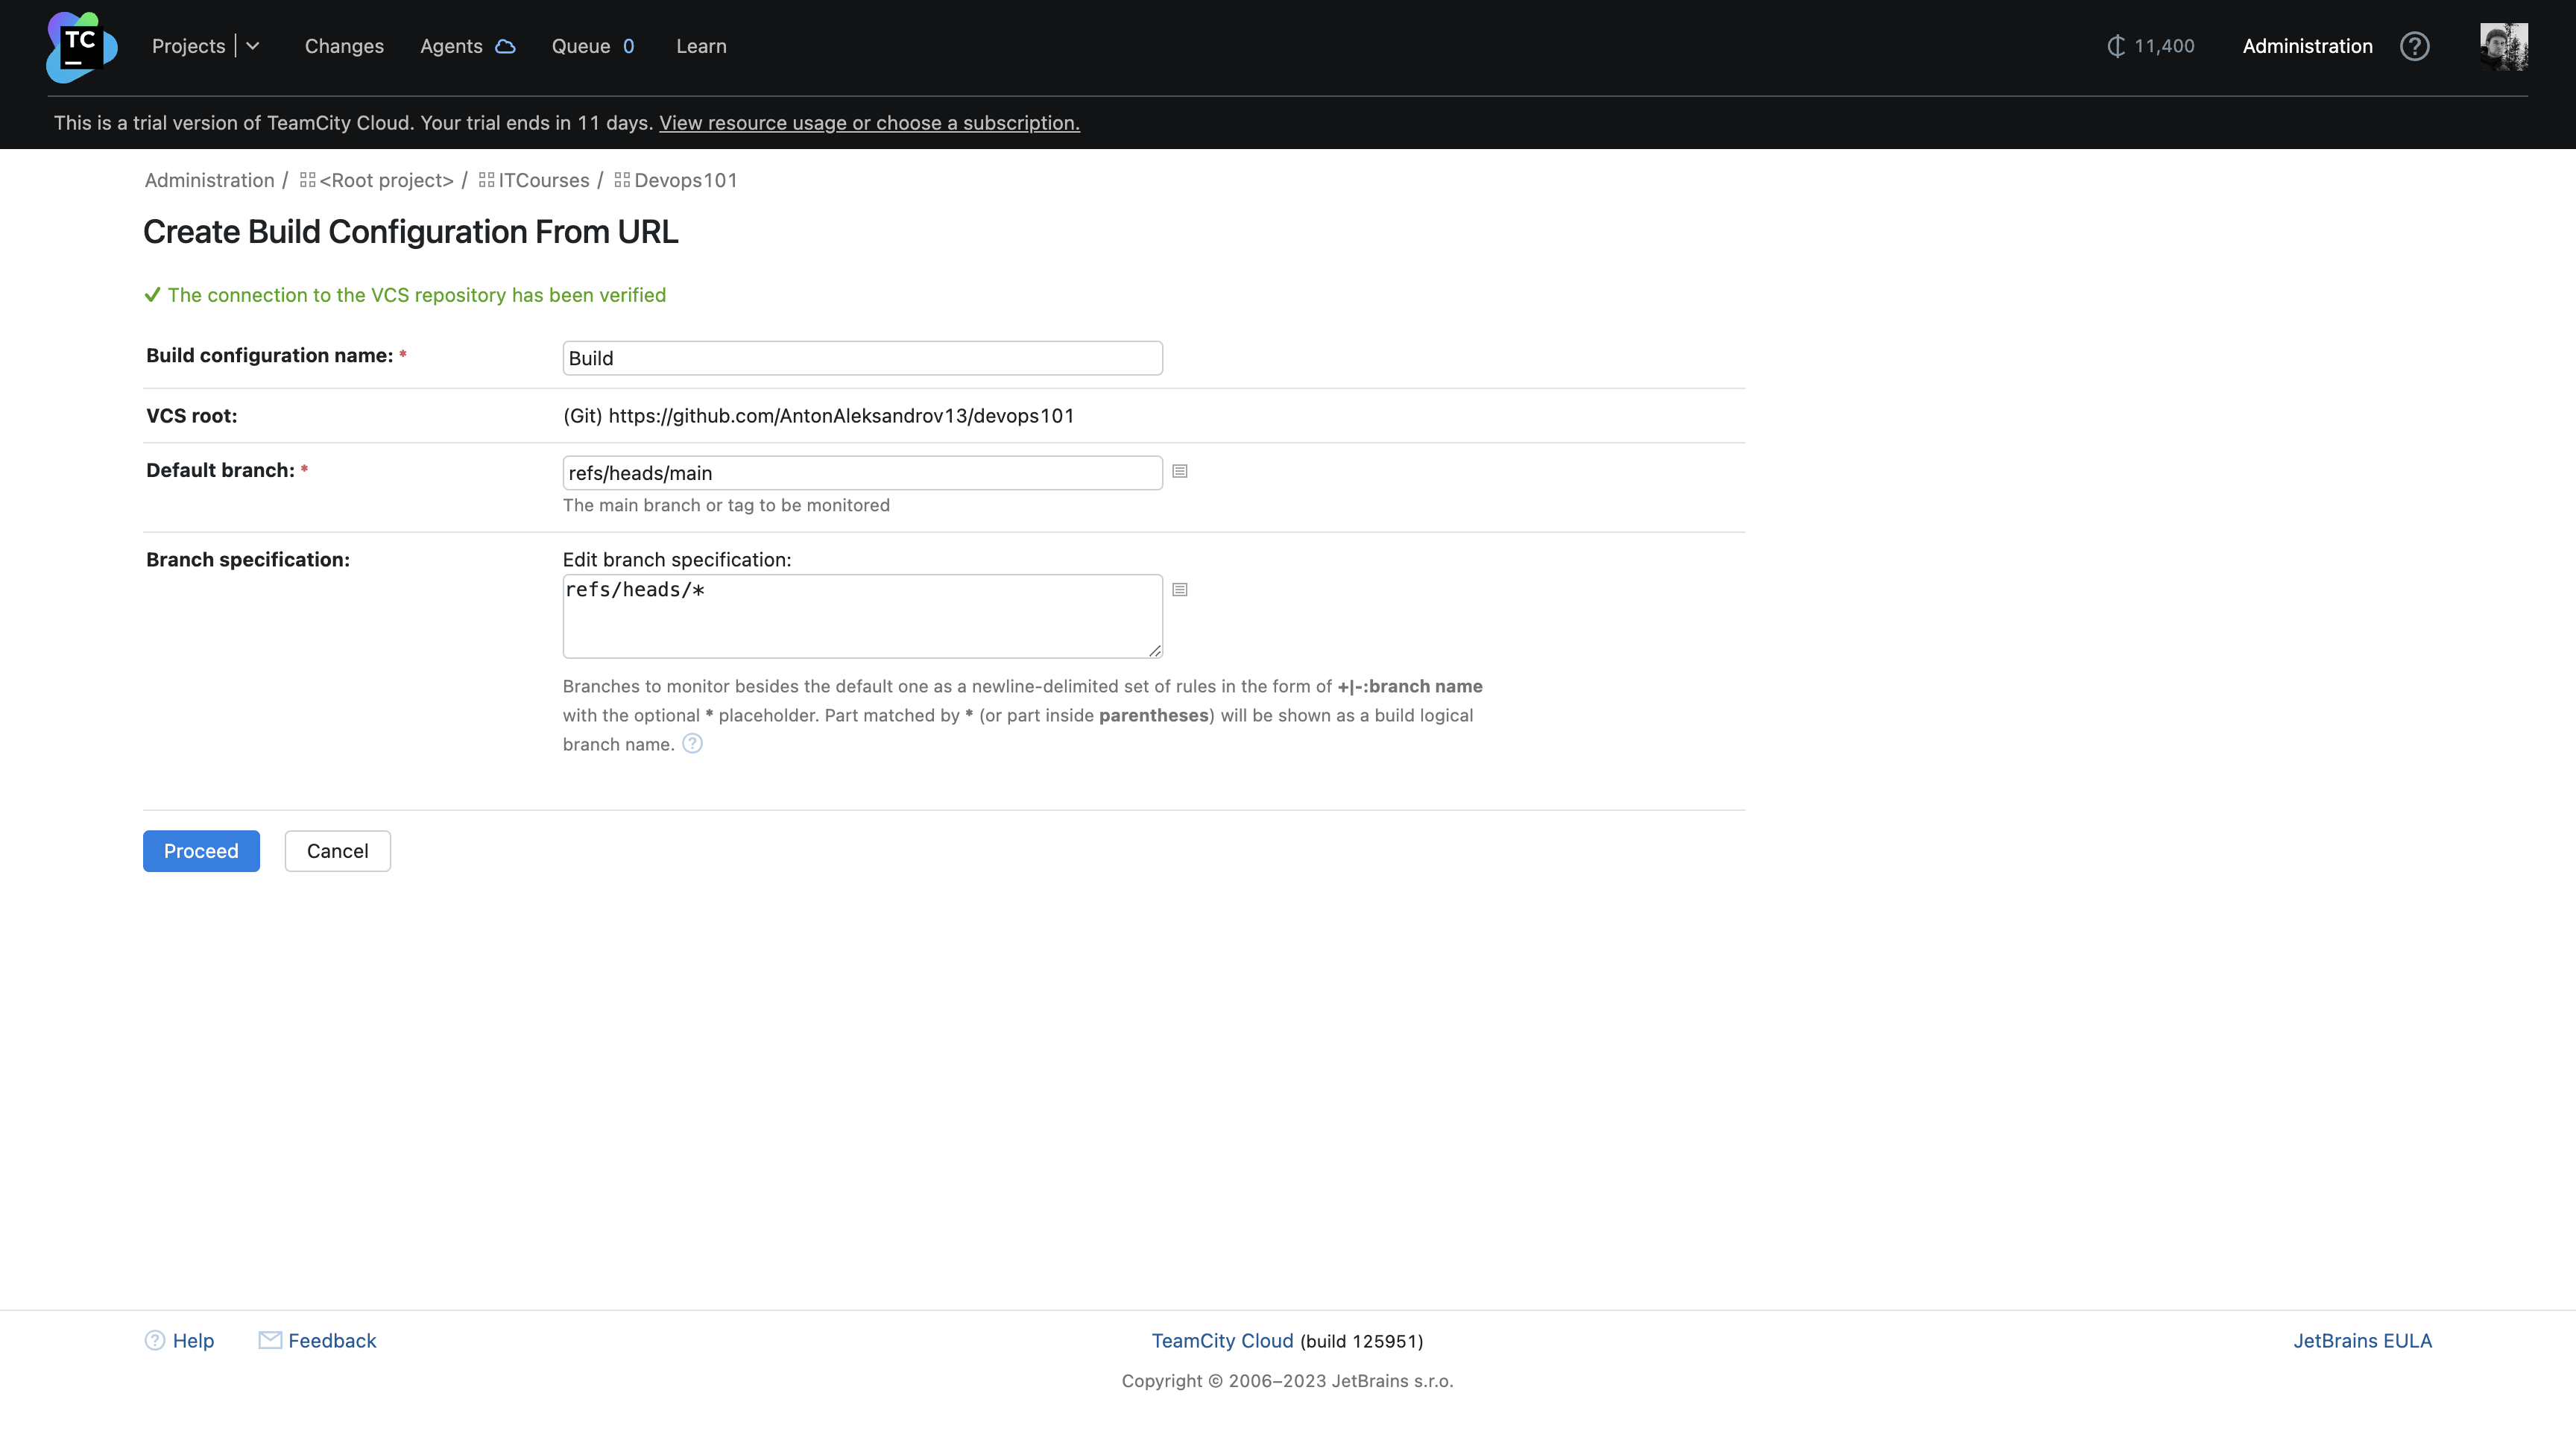 TC
Projects
Changes
Agents
Queue 0
Learn
11,400
Administration
This is a trial version of TeamCity Cloud. Your trial ends in 11 days. View resource usage or choose a subscription.
Administration / <Root project> / ITCourses / Devops101
Create Build Configuration From URL
The connection to the VCS repository has been verified
Build configuration name: *
Build
VCS root:
(Git) https://github.com/AntonAleksandrov13/devops101
Default branch: *
refs/heads/main
The main branch or tag to be monitored
Branch specification:
Edit branch specification:
refs/heads/*
Branches to monitor besides the default one as a newline-delimited set of rules in the form of +|-:branch name
with the optional * placeholder. Part matched by * (or part inside parentheses) will be shown as a build logical
branch name.
Proceed
Cancel
Help
Feedback
TeamCity Cloud (build 125951)
JetBrains EULA
Copyright © 2006–2023 JetBrains s.r.o.